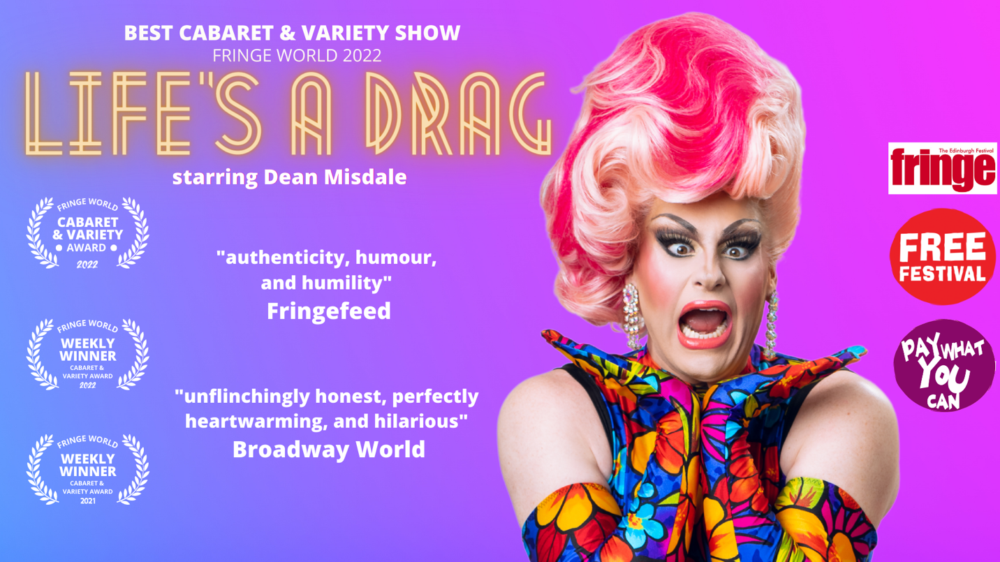 BEST CABARET & VARIETY SHOW
FRINGE WORLD 2022
LIFE'S A DRAG
starring Dean Misdale
FRINGE WORLD
CABARET
& VARIETY
• AWARD •
2022
"authenticity, humour,
and humility"
Fringefeed
FRINGE WORLD
WEEKLY
WINNER
CABARET &
VARIETY AWARD
2022
"unflinchingly honest, perfectly
heartwarming, and hilarious"
Broadway World
FRINGE WORLD
WEEKLY
WINNER
CABARET &
VARIETY AWARD
2021
The Edinburgh Festival
fringe
FREE
FESTIVAL
PAY WHAT
YOU
CAN